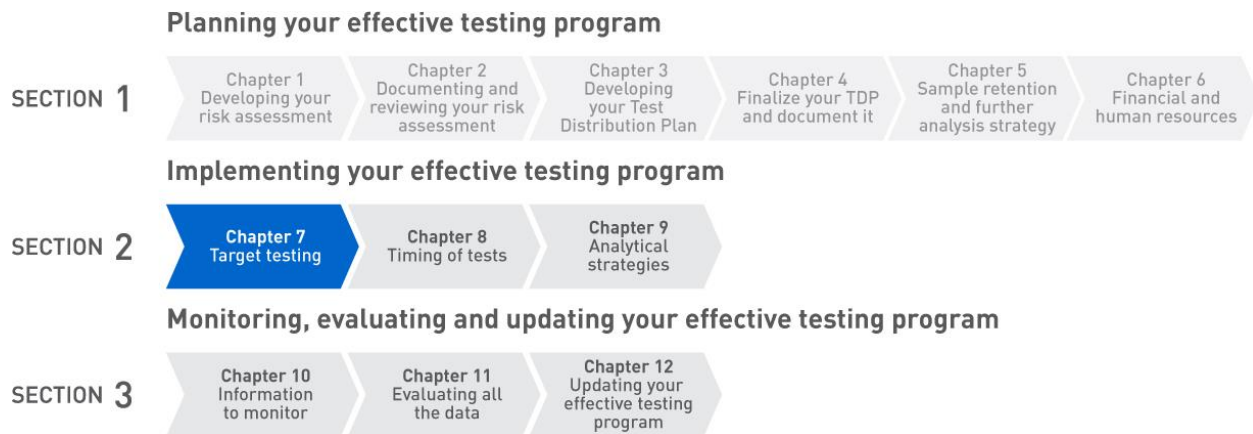 Planning your effective testing program
SECTION 1
Chapter 1
Developing your
risk assessment
Chapter 2
Documenting and
reviewing your risk
assessment
Chapter 3
Developing
your Test
Distribution Plan
Chapter 4
Finalize your TDP
and document it
Chapter 5
Sample retention
and further
analysis strategy
Chapter 6
Financial and
human resources
Implementing your effective testing program
SECTION 2
Chapter 7
Target testing
Chapter 8
Timing of tests
Chapter 9
Analytical
strategies
Monitoring, evaluating and updating your effective testing program
SECTION 3
Chapter 10
Information
to monitor
Chapter 11
Evaluating all
the data
Chapter 12
Updating your
effective testing
program